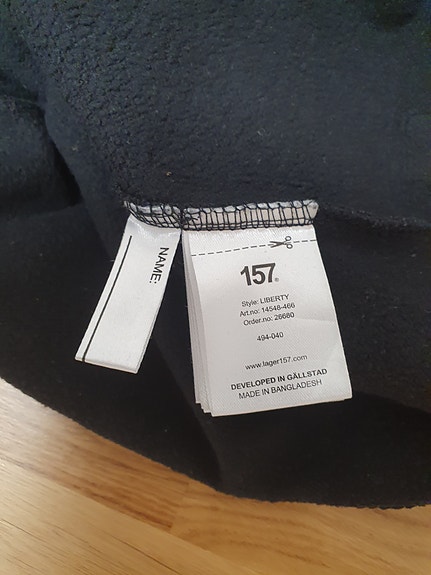 NAME:
157®
Style: LIBERTY
Art.no: 14548-466
Order.no: 26680
494-040
www.lager157.com
DEVELOPED IN GÄLLSTAD
MADE IN BANGLADESH